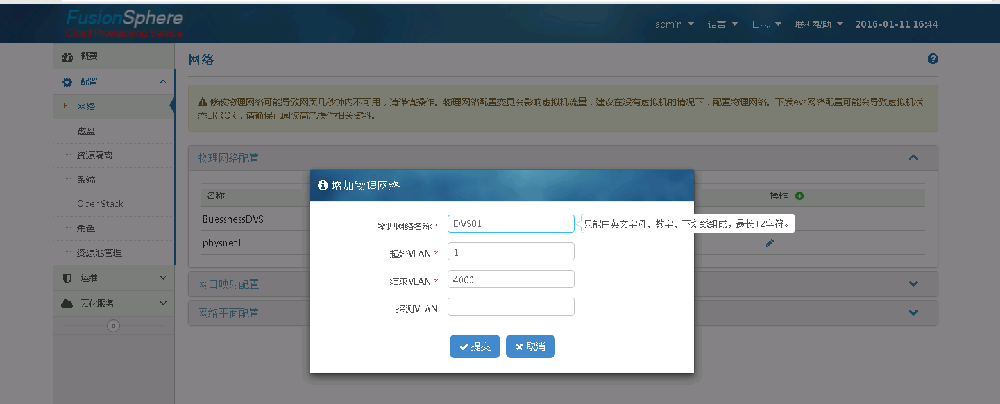 FusionSphere
Cloud Provisioning Service
admin 语言 日志 联机帮助 2016-01-11 16:44
概要
配置
网络
磁盘
资源隔离
系统
OpenStack
角色
资源池管理
运维
云化服务
网络
修改物理网络可能导致网页几秒钟内不可用，请谨慎操作。物理网络配置变更会影响虚拟机流量，建议在没有虚拟机的情况下，配置物理网络。下发evs网络配置可能会导致虚拟机状
态ERROR，请确保已阅读高危操作相关资料。
物理网络配置
名称 操作
BuessnessDVS
physnet1
网口映射配置
网络平面配置
增加物理网络
物理网络名称 * DVS01 只能由英文字母、数字、下划线组成，最长12字符。
起始VLAN * 1
结束VLAN * 4000
探测VLAN
提交 取消